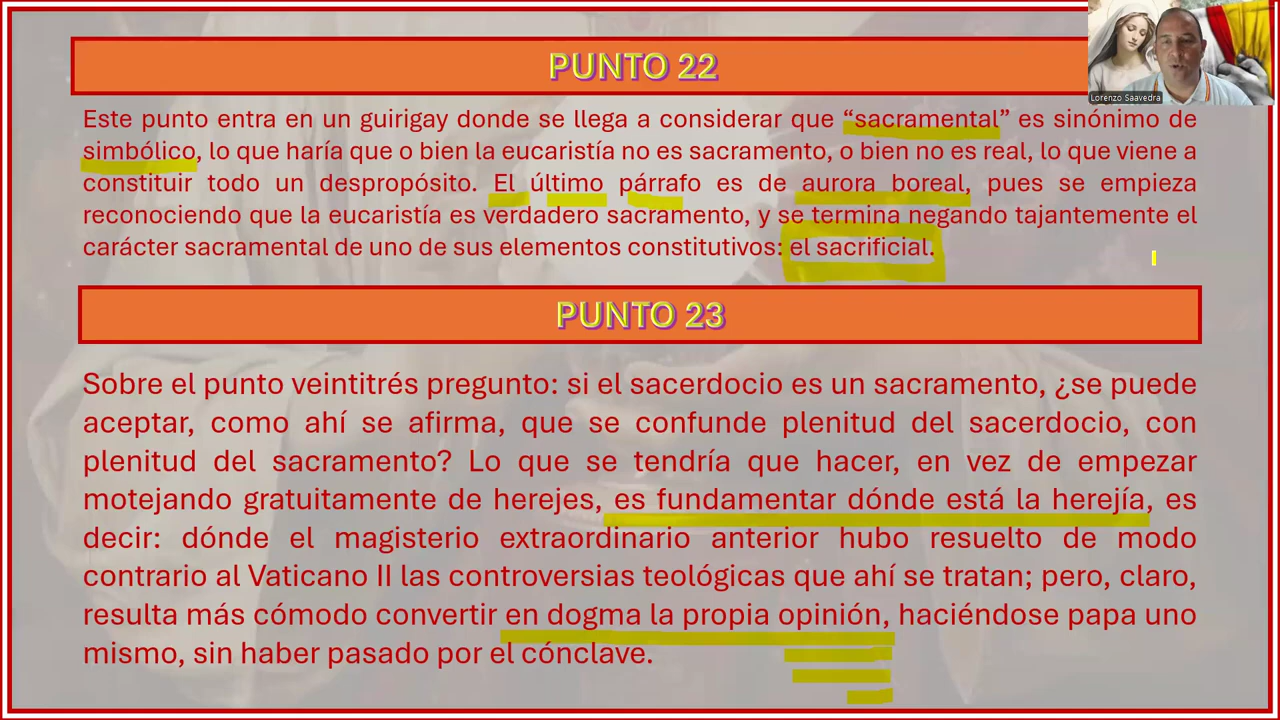 PUNTO 22
Lorenzo Saavedra
Este punto entra en un guirigay donde se llega a considerar que “sacramental” es sinónimo de
simbólico, lo que haría que o bien la eucaristía no es sacramento, o bien no es real, lo que viene a
constituir todo un despropósito. El último párrafo es de aurora boreal, pues se empieza
reconociendo que la eucaristía es verdadero sacramento, y se termina negando tajantemente el
carácter sacramental de uno de sus elementos constitutivos: el sacrificial.
PUNTO 23
Sobre el punto veintitrés pregunto: si el sacerdocio es un sacramento, ¿se puede
aceptar, como ahí se afirma, que se confunde plenitud del sacerdocio, con
plenitud del sacramento? Lo que se tendría que hacer, en vez de empezar
motejando gratuitamente de herejes, es fundamentar dónde está la herejía, es
decir: dónde el magisterio extraordinario anterior hubo resuelto de modo
contrario al Vaticano II las controversias teológicas que ahí se tratan; pero, claro,
resulta más cómodo convertir en dogma la propia opinión, haciéndose papa uno
mismo, sin haber pasado por el cónclave.